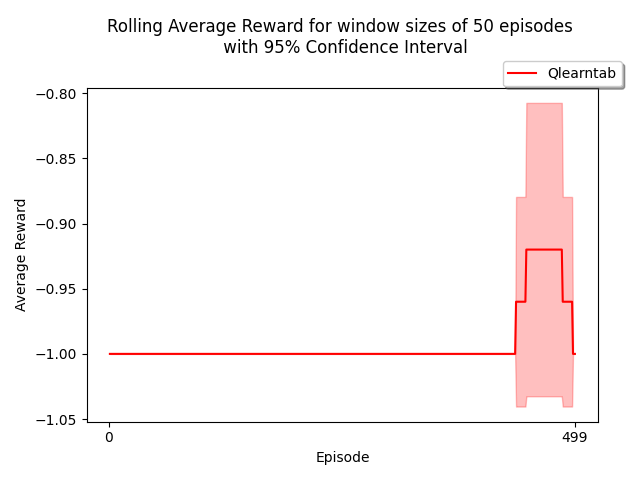 Rolling Average Reward for window sizes of 50 episodes
with 95% Confidence Interval
Qlearntab
−0.80
−0.85
−0.90
−0.95
−1.00
−1.05
Average Reward
0
499
Episode